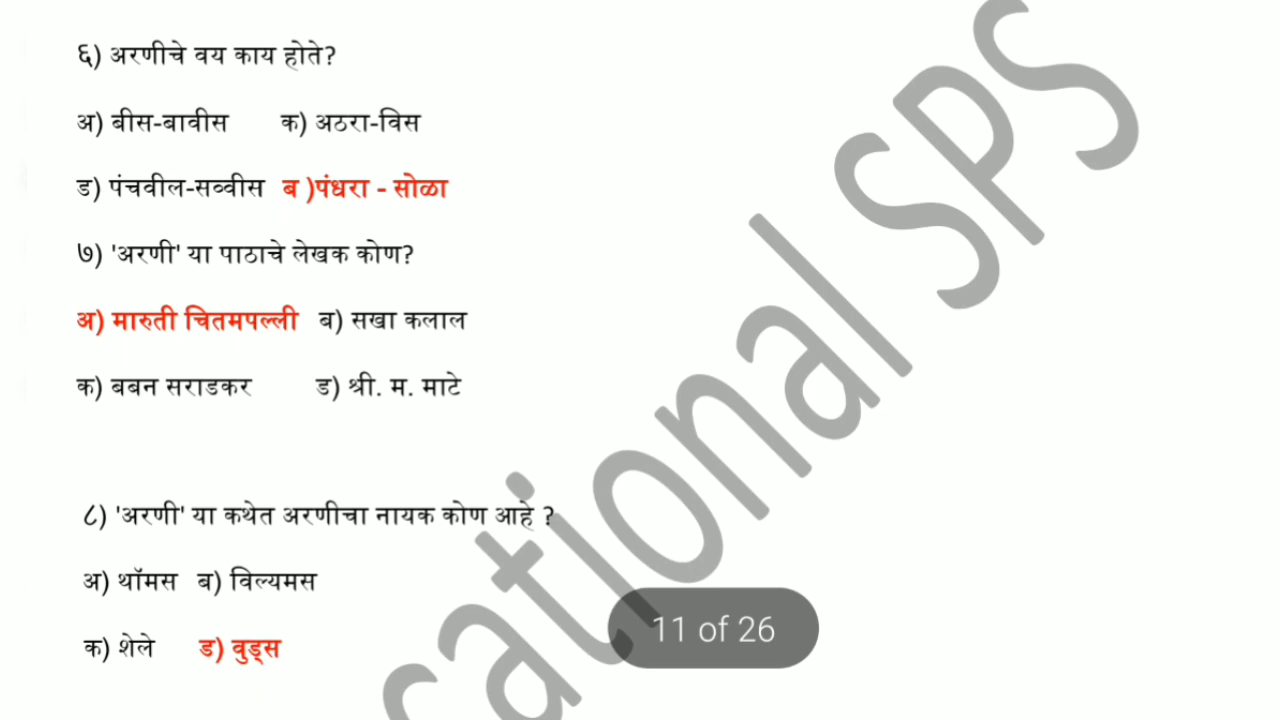 ६) अरणीचे वय काय होते?
अ) बीस-बावीस क) अठरा-विस
ड) पंचवील-सव्वीस ब )पंधरा - सोळा
७) 'अरणी' या पाठाचे लेखक कोण?
अ) मारुती चितमपल्ली ब) सखा कलाल
क) बबन सराडकर ड) श्री. म. माटे
८) 'अरणी' या कथेत अरणीचा नायक कोण आहे ?
अ) थॉमस ब) विल्यमस
क) शेले ड) वुड्स
11 of 26
cational SPS